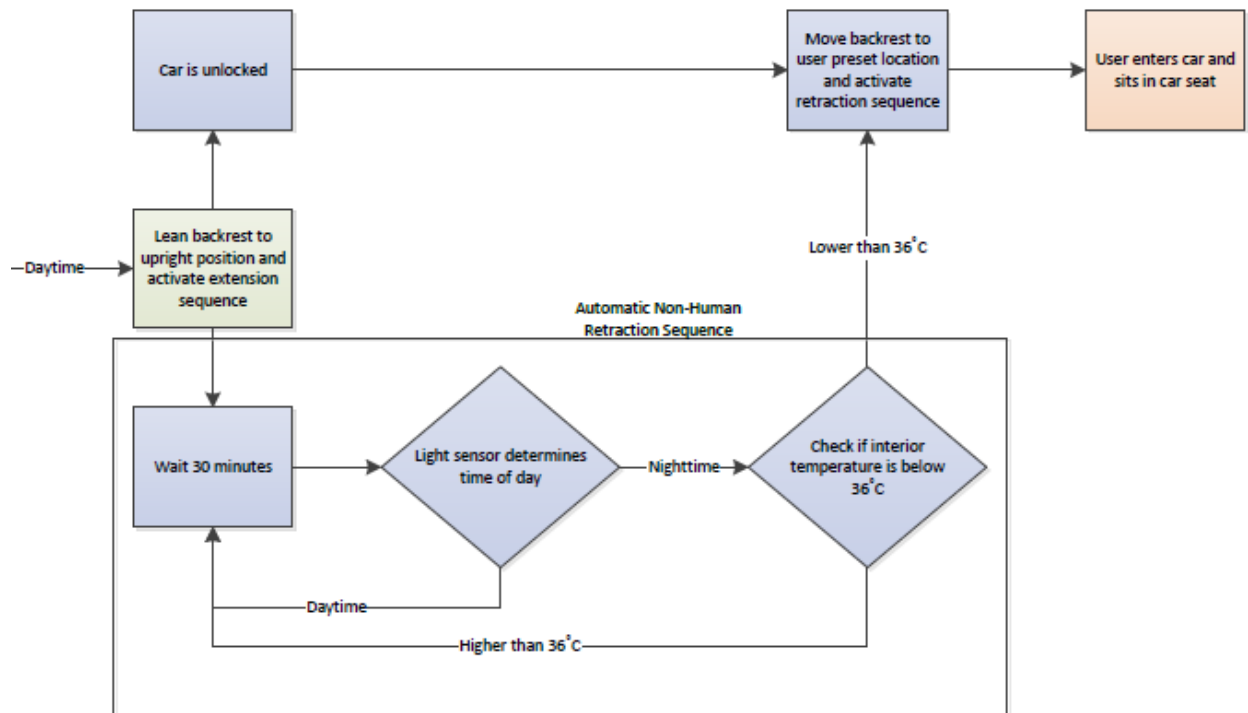 Car is unlocked
Move backrest to
user preset location
and activate
retraction sequence
User enters car and
sits in car seat
Daytime
Lean backrest to
upright position and
activate extension
sequence
Lower than 36°C
Automatic Non-Human
Retraction Sequence
Wait 30 minutes
Light sensor determines
time of day
Nighttime
Check if interior
temperature is below
36°C
Daytime
Higher than 36°C